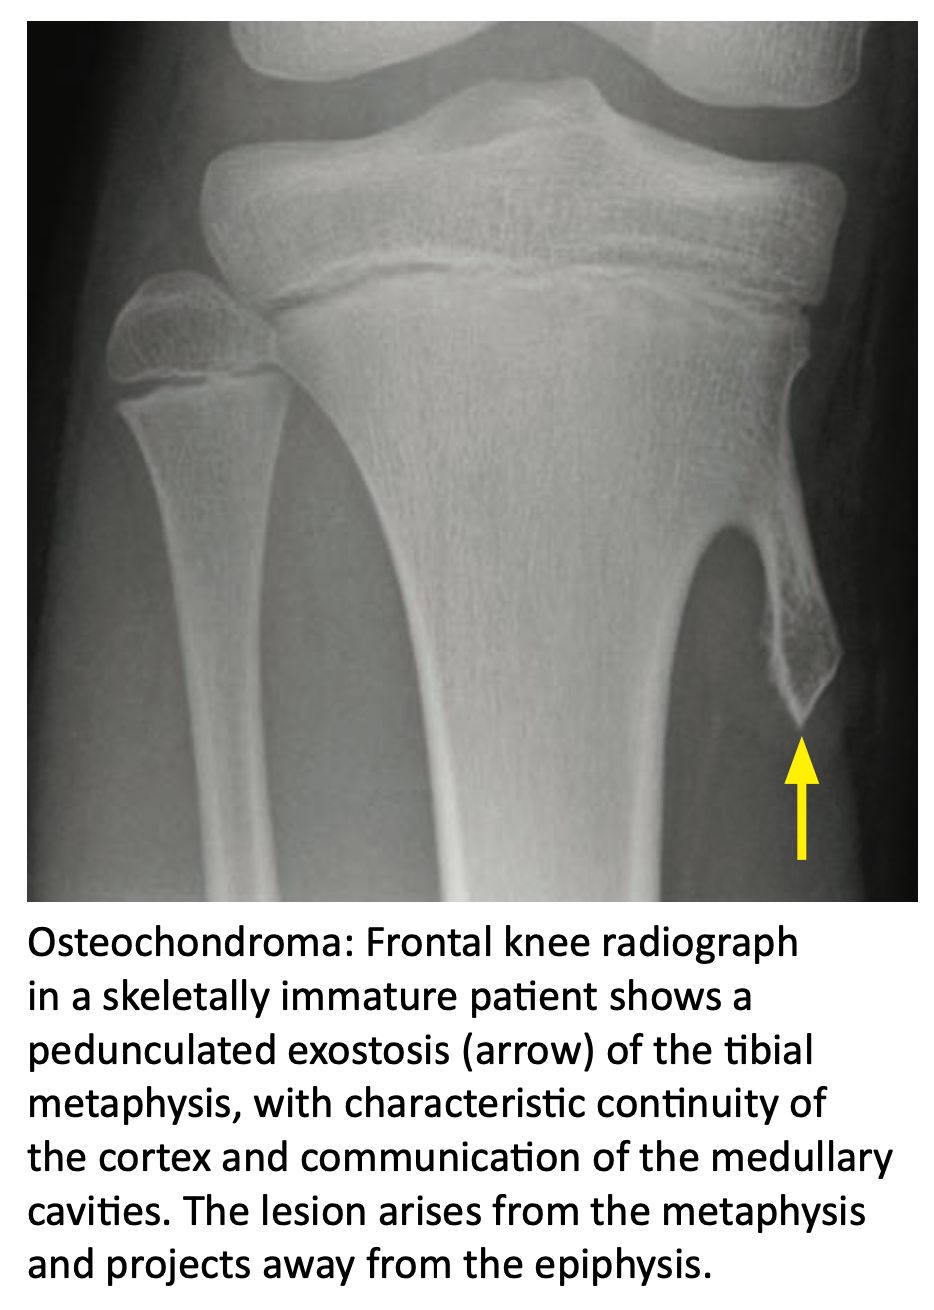 Osteochondroma: Frontal knee radiograph
in a skeletally immature patient shows a
pedunculated exostosis (arrow) of the tibial
metaphysis, with characteristic continuity of
the cortex and communication of the medullary
cavities. The lesion arises from the metaphysis
and projects away from the epiphysis.